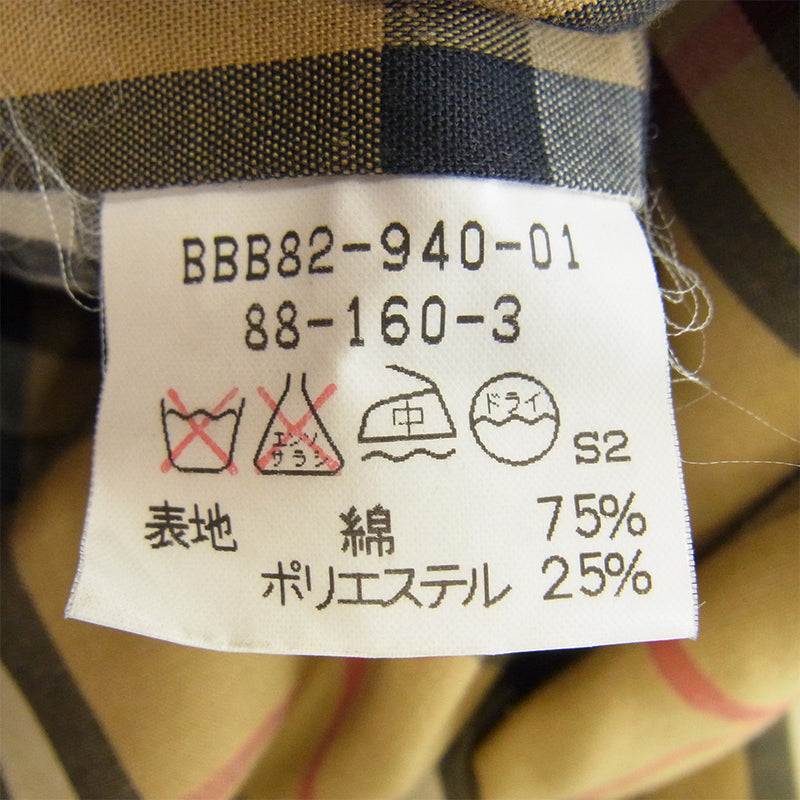 BBB82-940-01
88-160-3
エンソ
サラシ
中
ドライ
S2
表地 綿 75%
ポリエステル 25%